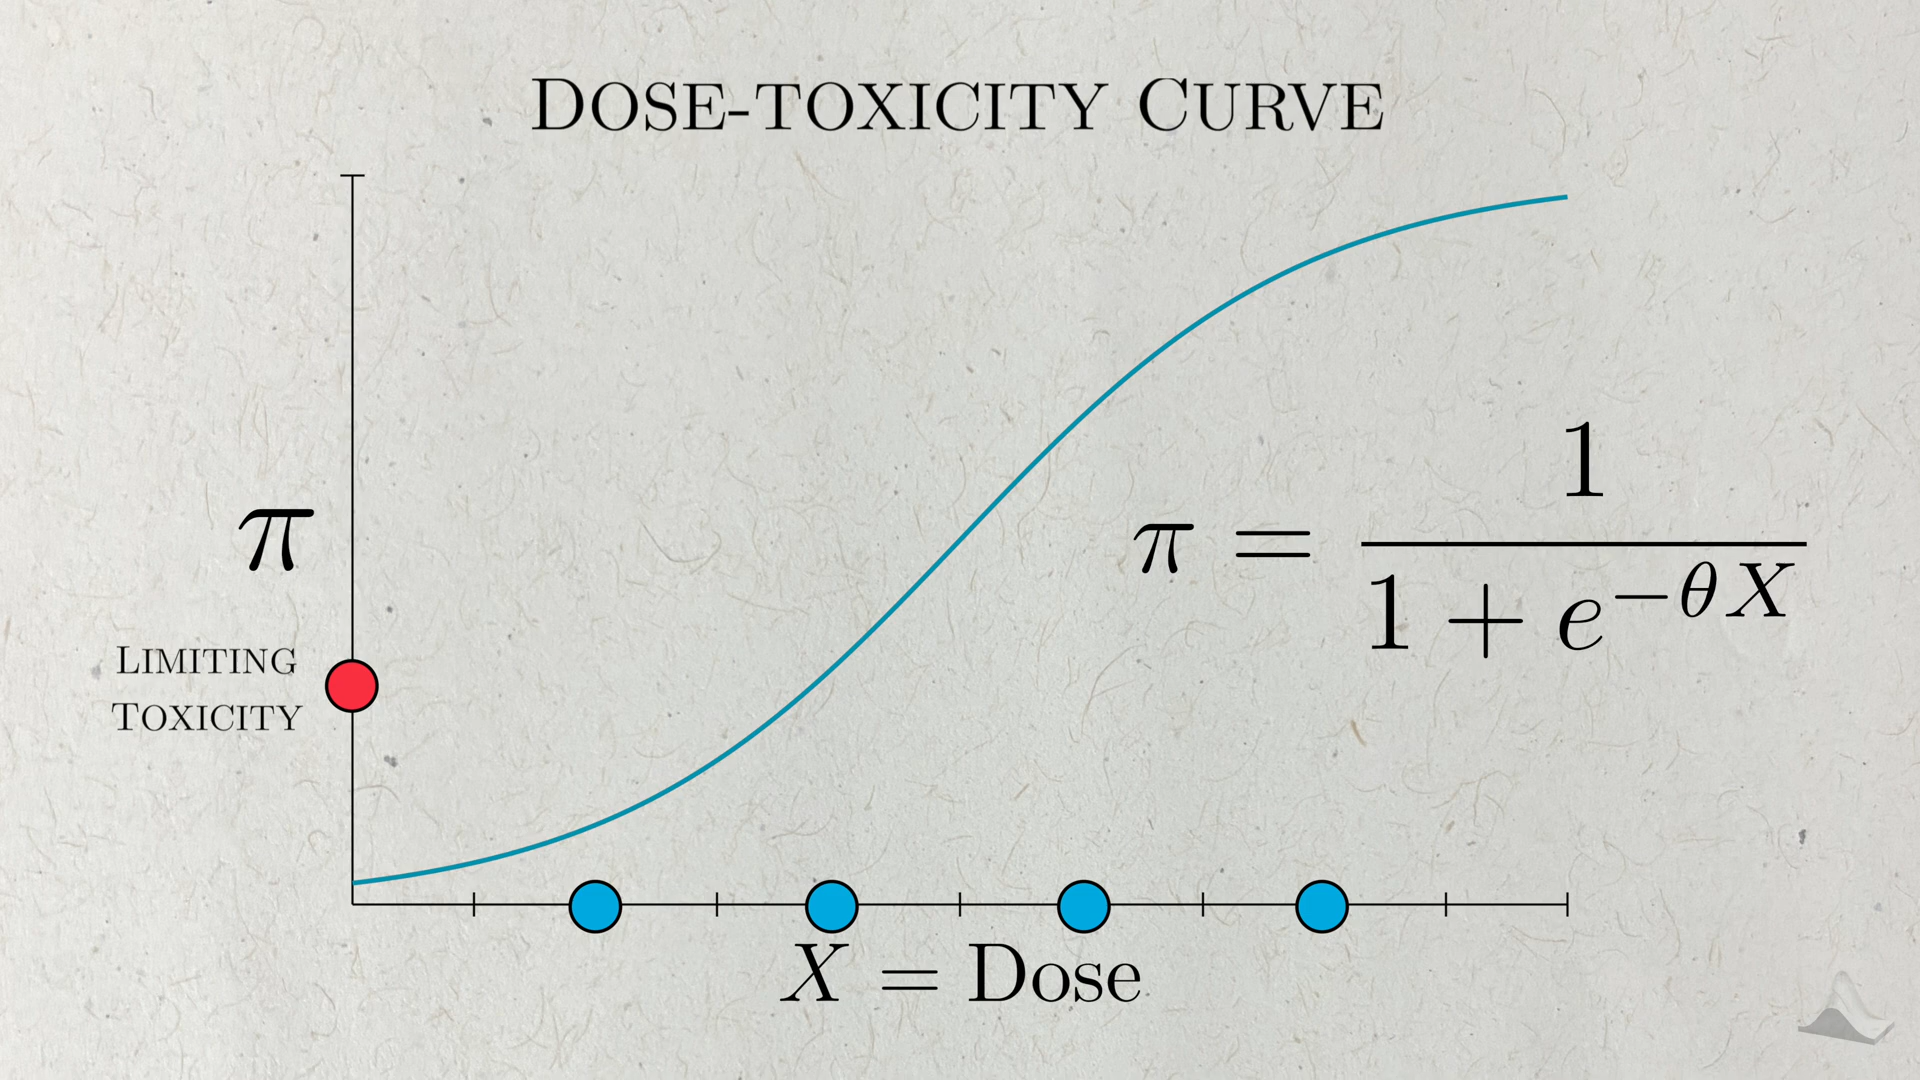 DOSE-TOXICITY CURVE
π
LIMITING
TOXICITY
π = 1 / (1 + e^{-θX})
X = Dose